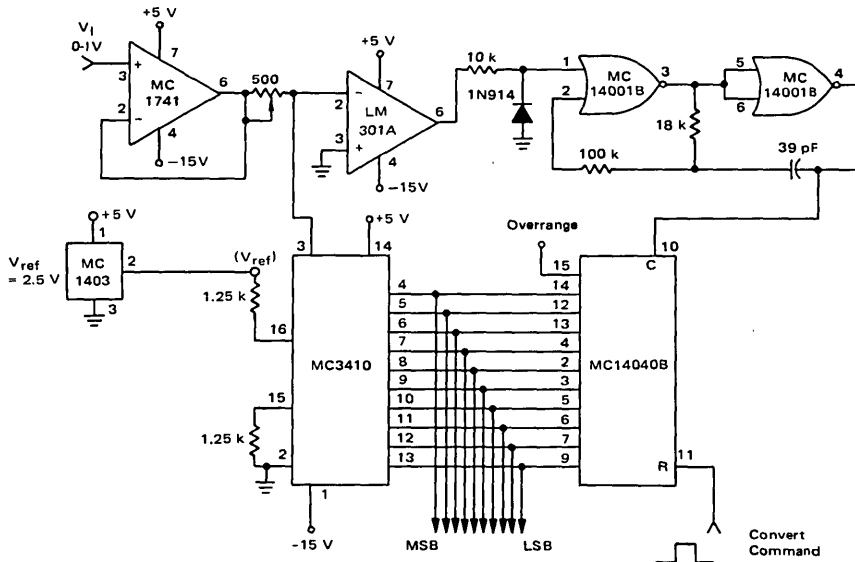 V_I
0-1V
+5 V
7
3
+
MC
1741
6
2
−
4
−15 V
500
+5 V
7
2
−
LM
301A
6
3
+
4
−15 V
10 k
1N914
1
2
MC
14001B
3
5
6
MC
14001B
4
18 k
100 k
39 pF
+5 V
1
V_ref
= 2.5 V
MC
1403
2
3
(V_ref)
1.25 k
16
15
1.25 k
2
3
+5 V
14
MC3410
1
-15 V
4
5
6
7
8
9
10
11
12
13
MSB
LSB
Overrange
15
14
12
13
4
2
3
5
6
7
9
10
C
MC14040B
R
11
Convert
Command